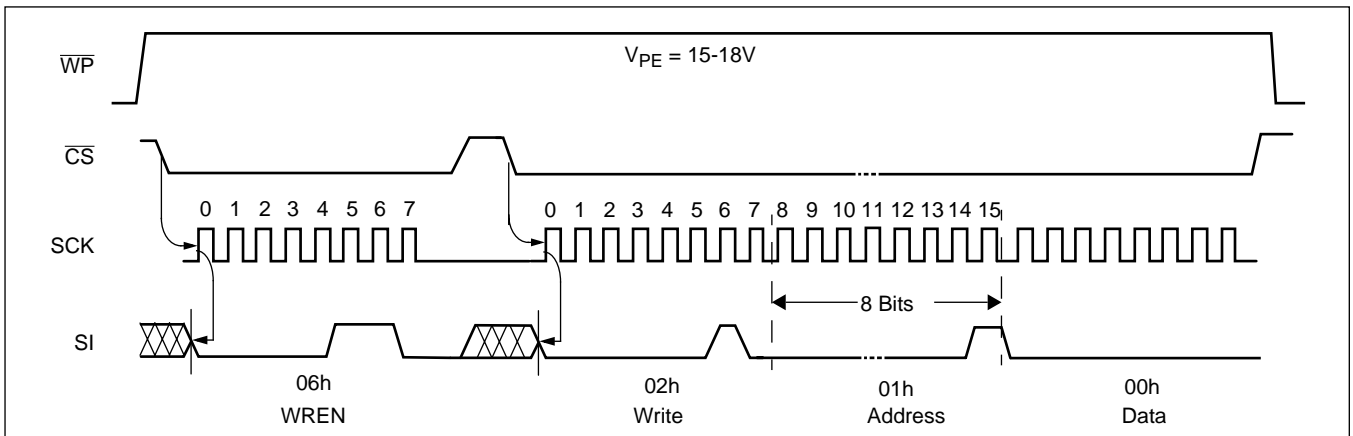 WP
V_PE = 15-18V
CS
0 1 2 3 4 5 6 7
0 1 2 3 4 5 6 7 8 9 10 11 12 13 14 15
SCK
8 Bits
SI
06h
02h
01h
00h
WREN
Write
Address
Data